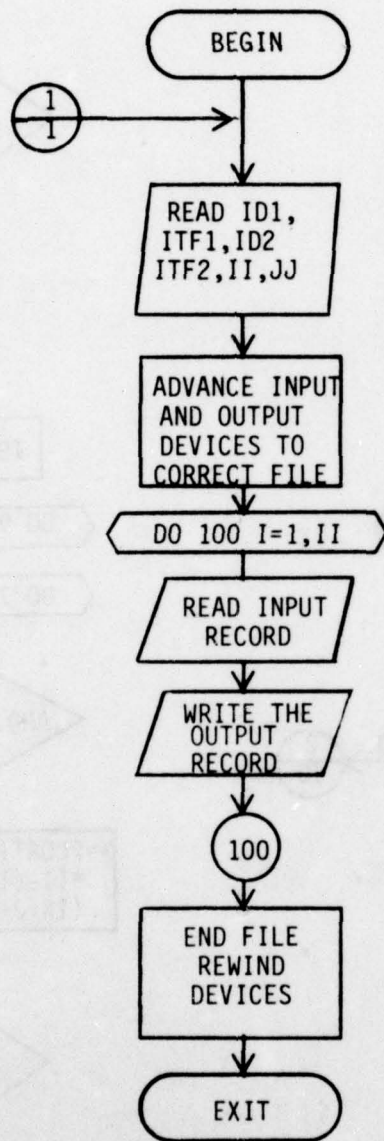 BEGIN
1
1
READ ID1,
ITF1,ID2
ITF2,II,JJ
ADVANCE INPUT
AND OUTPUT
DEVICES TO
CORRECT FILE
DO 100 I=1,II
READ INPUT
RECORD
WRITE THE
OUTPUT
RECORD
100
END FILE
REWIND
DEVICES
EXIT